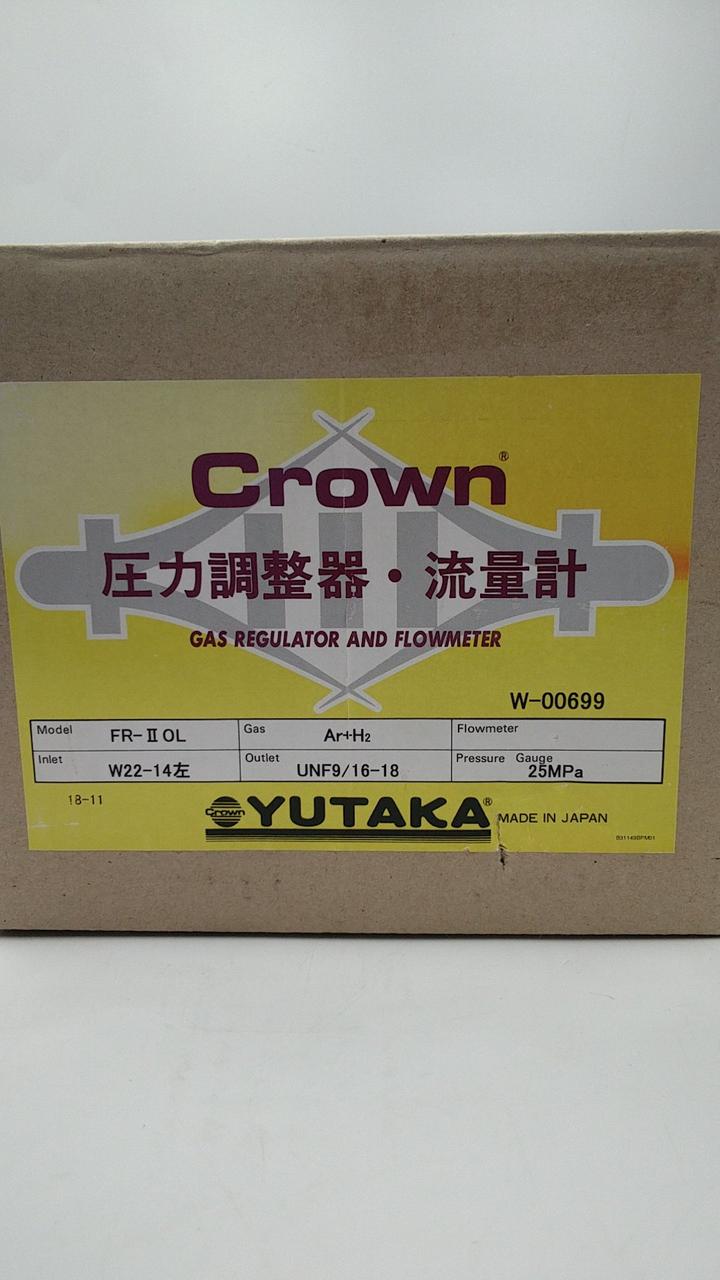 Crown®
圧力調整器・流量計
GAS REGULATOR AND FLOWMETER
W-00699
Model FR-ⅡOL Gas Ar+H₂ Flowmeter
Inlet W22-14左 Outlet UNF9/16-18 Pressure Gauge 25MPa
18-11
Crown YUTAKA® MADE IN JAPAN